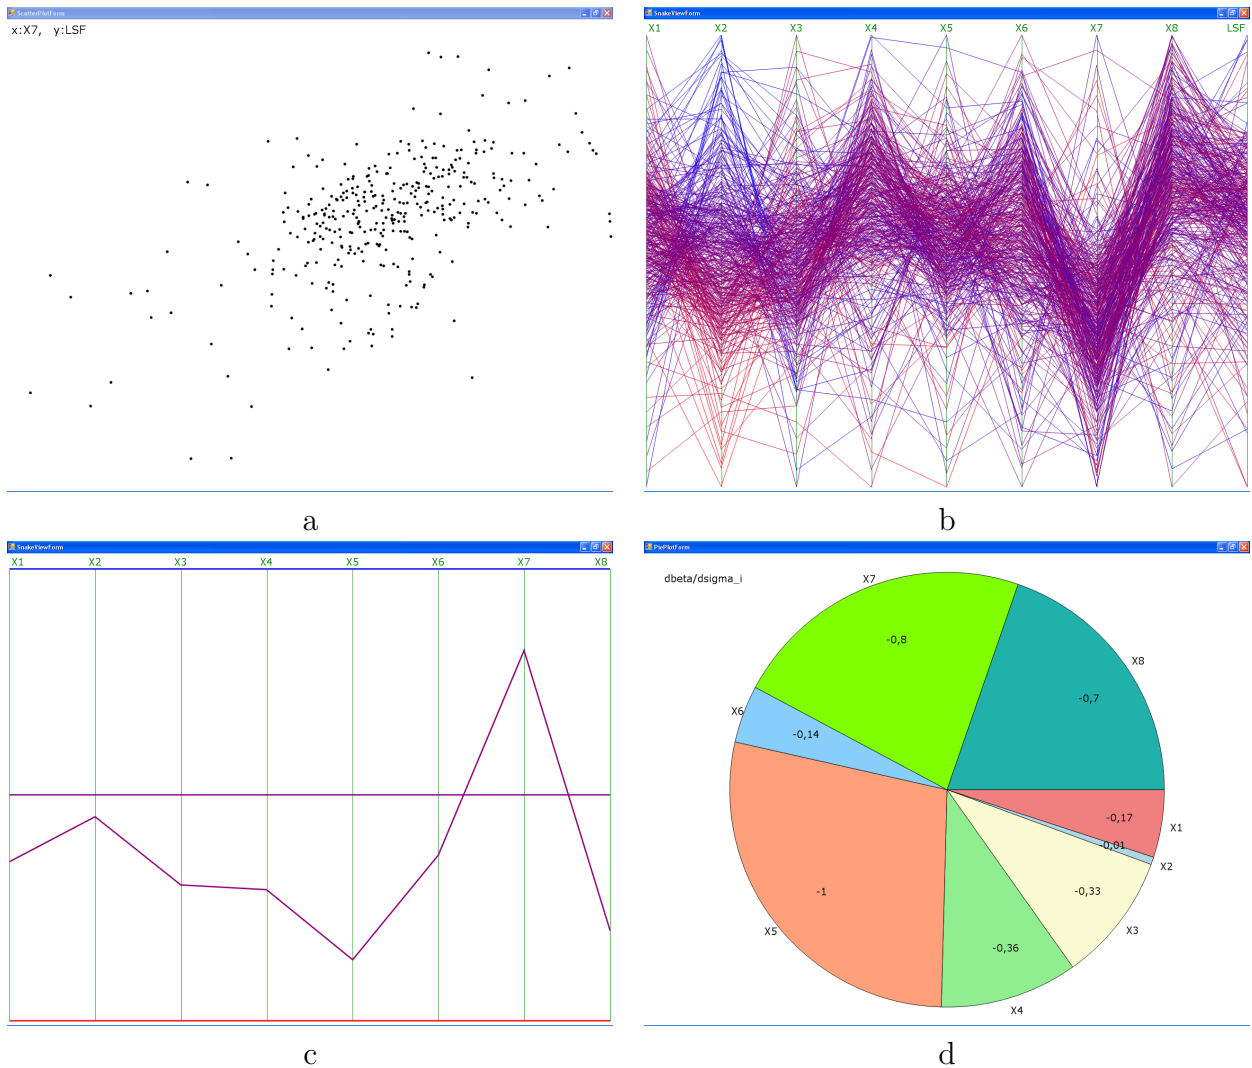 ScatterPlotForm
x:X7, y:LSF
a
SnakeViewForm
X1 X2 X3 X4 X5 X6 X7 X8 LSF
b
SnakeViewForm
X1 X2 X3 X4 X5 X6 X7 X8
c
PiePlotForm
dbeta/dsigma_i
X7
-0,8
X8
-0,7
X6
-0,14
-0,17
X1
-0,01
X2
-1
-0,33
X5
X3
-0,36
X4
d